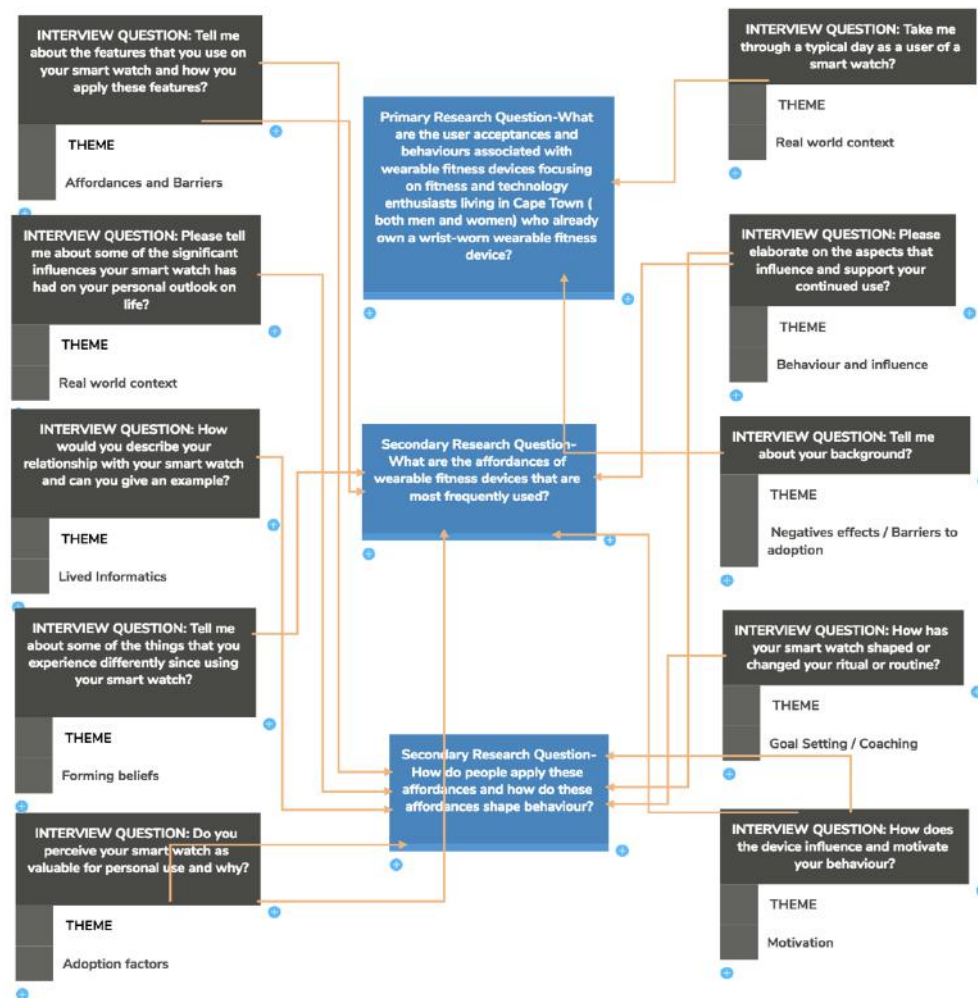 INTERVIEW QUESTION: Tell me
about the features that you use on
your smart watch and how you
apply these features?
THEME
Affordances and Barriers
INTERVIEW QUESTION: Please tell
me about some of the significant
influences your smart watch has
had on your personal outlook on
life?
THEME
Real world context
INTERVIEW QUESTION: How
would you describe your
relationship with your smart watch
and can you give an example?
THEME
Lived Informatics
INTERVIEW QUESTION: Tell me
about some of the things that you
experience differently since using
your smart watch?
THEME
Forming beliefs
INTERVIEW QUESTION: Do you
perceive your smart watch as
valuable for personal use and why?
THEME
Adoption factors
Primary Research Question-What
are the user acceptances and
behaviours associated with
wearable fitness devices focusing
on fitness and technology
enthusiasts living in Cape Town (
both men and women) who already
own a wrist-worn wearable fitness
device?
Secondary Research Question-
What are the affordances of
wearable fitness devices that are
most frequently used?
Secondary Research Question-
How do people apply these
affordances and how do these
affordances shape behaviour?
INTERVIEW QUESTION: Take me
through a typical day as a user of a
smart watch?
THEME
Real world context
INTERVIEW QUESTION: Please
elaborate on the aspects that
influence and support your
continued use?
THEME
Behaviour and influence
INTERVIEW QUESTION: Tell me
about your background?
THEME
Negatives effects / Barriers to
adoption
INTERVIEW QUESTION: How has
your smart watch shaped or
changed your ritual or routine?
THEME
Goal Setting / Coaching
INTERVIEW QUESTION: How does
the device influence and motivate
your behaviour?
THEME
Motivation